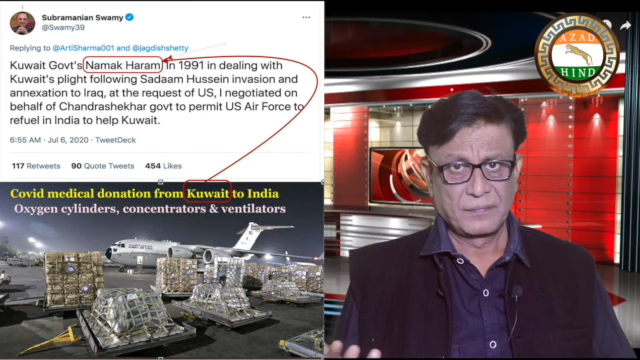 Subramanian Swamy
@Swamy39
Replying to @ArtiSharma001 and @jagdishshetty
Kuwait Govt's Namak Haram. In 1991 in dealing with
Kuwait's plight following Sadaam Hussein invasion and
annexation to Iraq, at the request of US, I negotiated on
behalf of Chandrashekhar govt to permit US Air Force to
refuel in India to help Kuwait.
6:55 AM · Jul 6, 2020 · TweetDeck
117 Retweets 90 Quote Tweets 454 Likes
Covid medical donation from Kuwait to India
Oxygen cylinders, concentrators & ventilators
AZAD
HIND